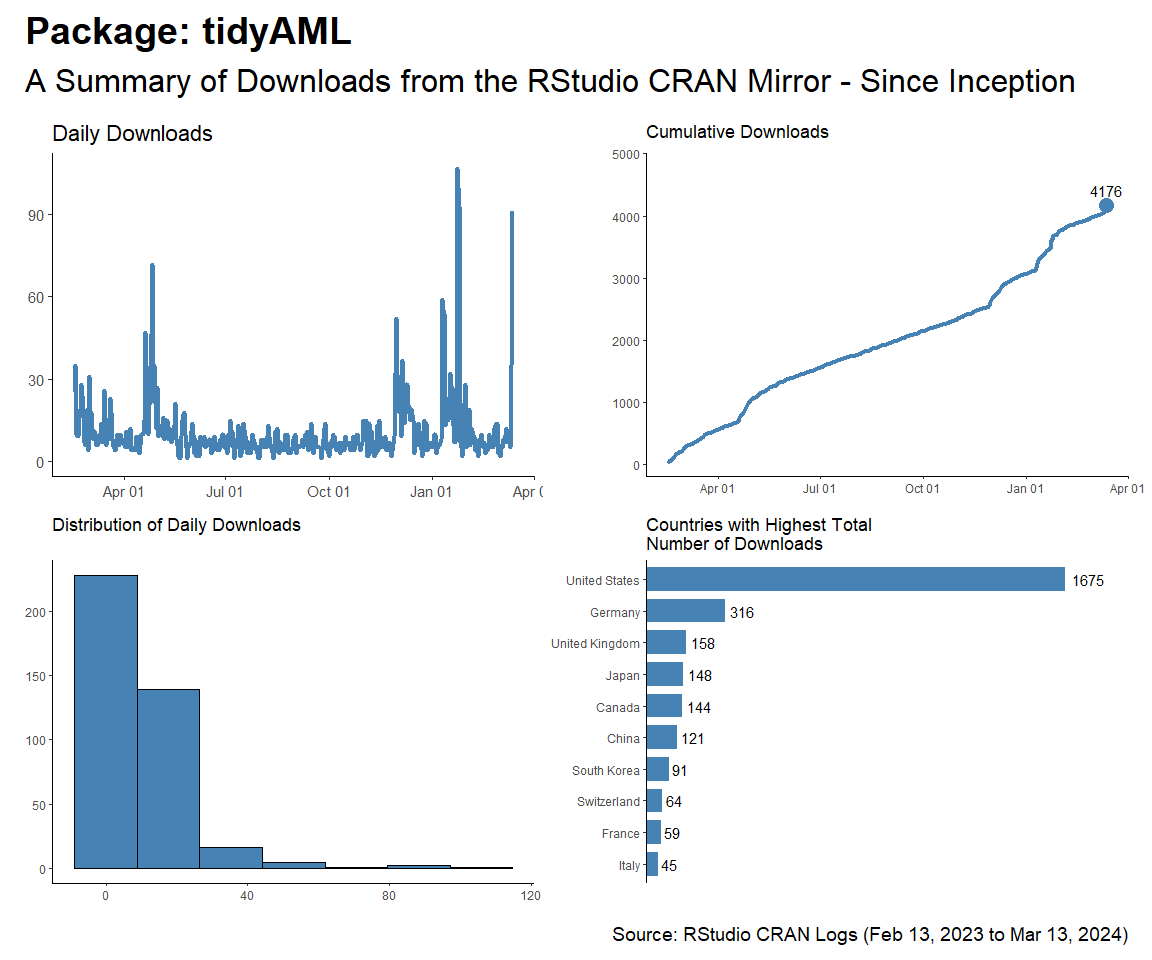 Package: tidyAML
A Summary of Downloads from the RStudio CRAN Mirror - Since Inception
Daily Downloads
90
60
30
0
Apr 01 Jul 01 Oct 01 Jan 01 Apr
Cumulative Downloads
5000
4000
3000
2000
1000
0
4176
Apr 01 Jul 01 Oct 01 Jan 01 Apr 01
Distribution of Daily Downloads
200
150
100
50
0
0 40 80 120
Countries with Highest Total
Number of Downloads
United States 1675
Germany 316
United Kingdom 158
Japan 148
Canada 144
China 121
South Korea 91
Switzerland 64
France 59
Italy 45
Source: RStudio CRAN Logs (Feb 13, 2023 to Mar 13, 2024)